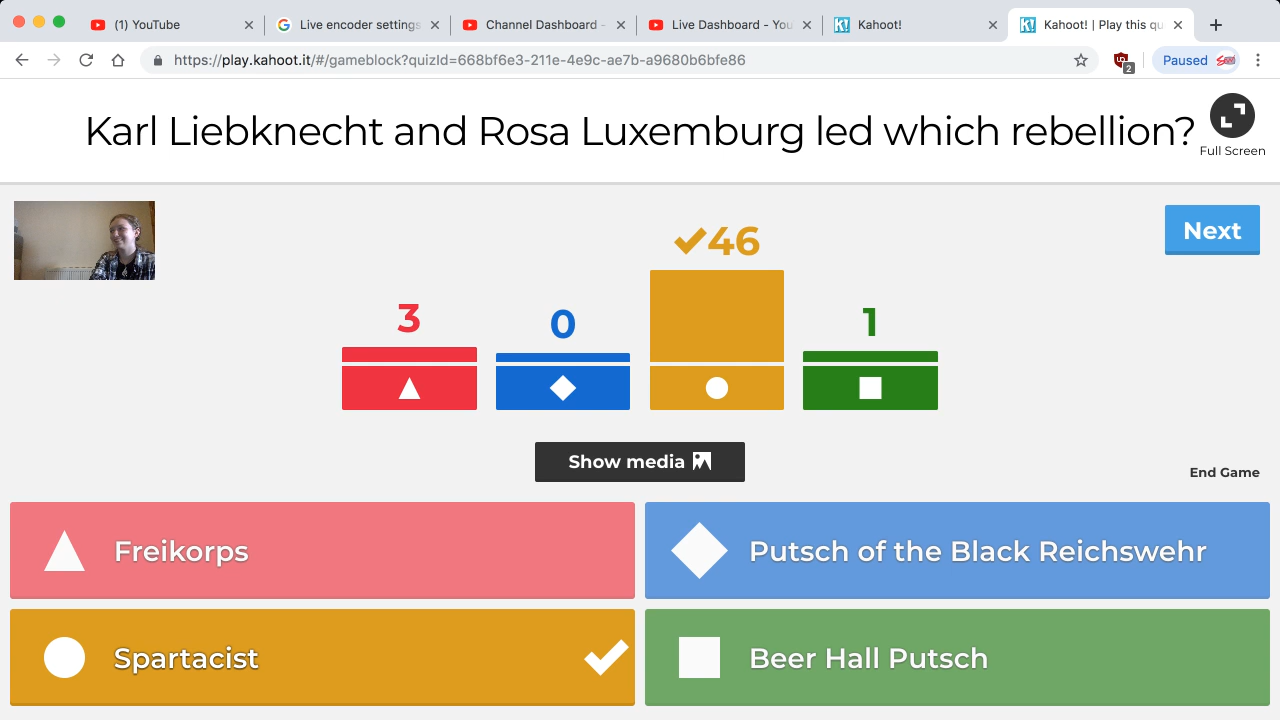 (1) YouTube
Live encoder settings
Channel Dashboard -
Live Dashboard - You
Kahoot!
Kahoot! | Play this qu
https://play.kahoot.it/#/gameblock?quizId=668bf6e3-211e-4e9c-ae7b-a9680b6bfe86
2
Paused
Karl Liebknecht and Rosa Luxemburg led which rebellion?
Full Screen
Next
3
0
46
1
Show media
End Game
Freikorps
Putsch of the Black Reichswehr
Spartacist
Beer Hall Putsch